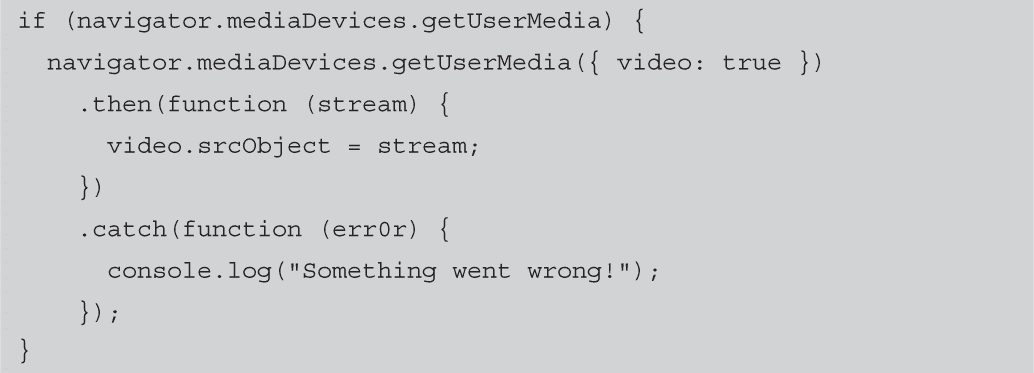 if (navigator.mediaDevices.getUserMedia) {
  navigator.mediaDevices.getUserMedia({ video: true })
    .then(function (stream) {
      video.srcObject = stream;
    })
    .catch(function (err0r) {
      console.log("Something went wrong!");
    });
}